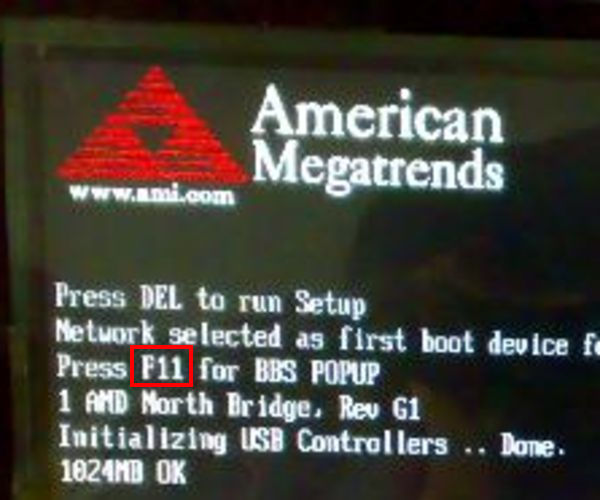 American
Megatrends
www.ami.com
Press DEL to run Setup
Network selected as first boot device
Press F11 for BBS POPUP
1 AMD North Bridge, Rev G1
Initializing USB Controllers .. Done.
1024MB OK